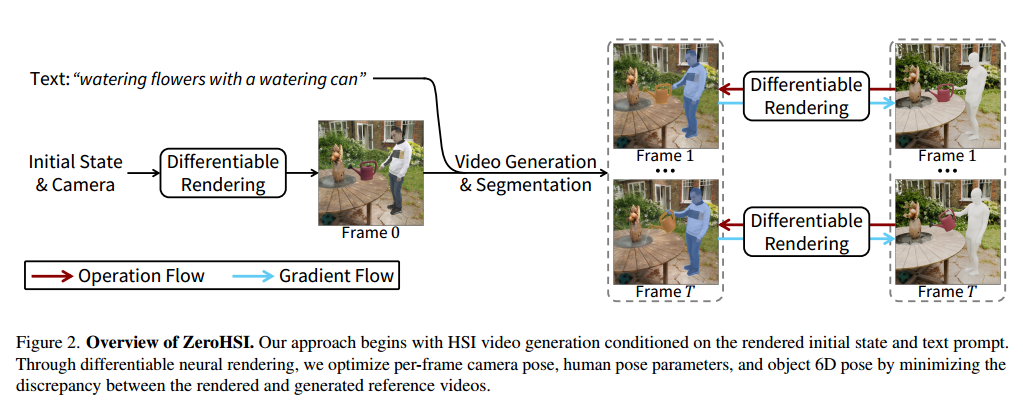 Text: “watering flowers with a watering can”
Initial State
& Camera
Differentiable
Rendering
Frame 0
Video Generation
& Segmentation
Frame 1
...
Frame T
Differentiable
Rendering
Differentiable
Rendering
Frame 1
...
Frame T
Operation Flow
Gradient Flow
Figure 2. Overview of ZeroHSI. Our approach begins with HSI video generation conditioned on the rendered initial state and text prompt.
Through differentiable neural rendering, we optimize per-frame camera pose, human pose parameters, and object 6D pose by minimizing the
discrepancy between the rendered and generated reference videos.